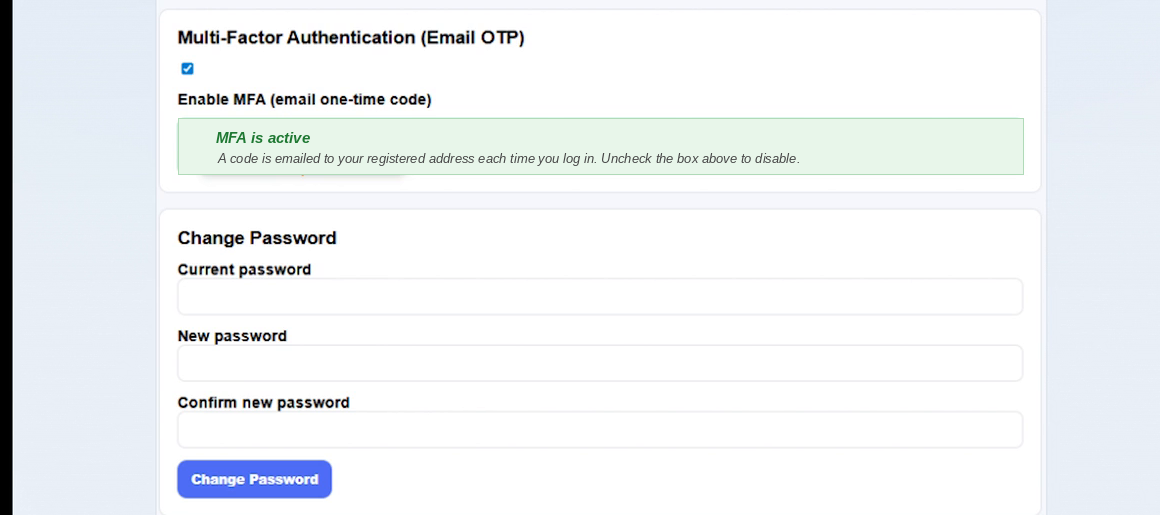 Multi-Factor Authentication (Email OTP)
Enable MFA (email one-time code)
MFA is active
A code is emailed to your registered address each time you log in. Uncheck the box above to disable.
Change Password
Current password
New password
Confirm new password
Change Password